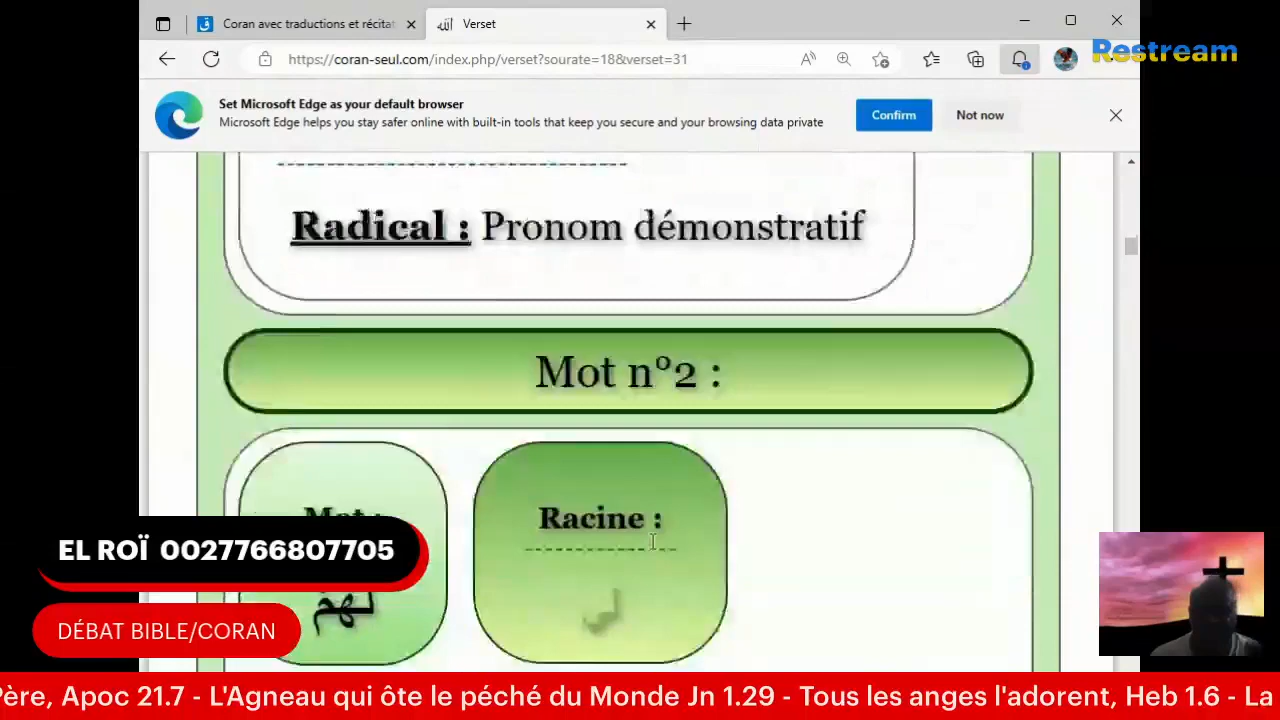 Coran avec traductions et récitat
Verset
https://coran-seul.com/index.php/verset?sourate=18&verset=31
Restream
Set Microsoft Edge as your default browser
Microsoft Edge helps you stay safer online with built-in tools that keep you secure and your browsing data private
Confirm
Not now
Radical : Pronom démonstratif
Mot n°2 :
Mot :
Racine :
لَهُمْ
EL ROÏ 0027766807705
DÉBAT BIBLE/CORAN
Père, Apoc 21.7 - L'Agneau qui ôte le péché du Monde Jn 1.29 - Tous les anges l'adorent, Heb 1.6 - La